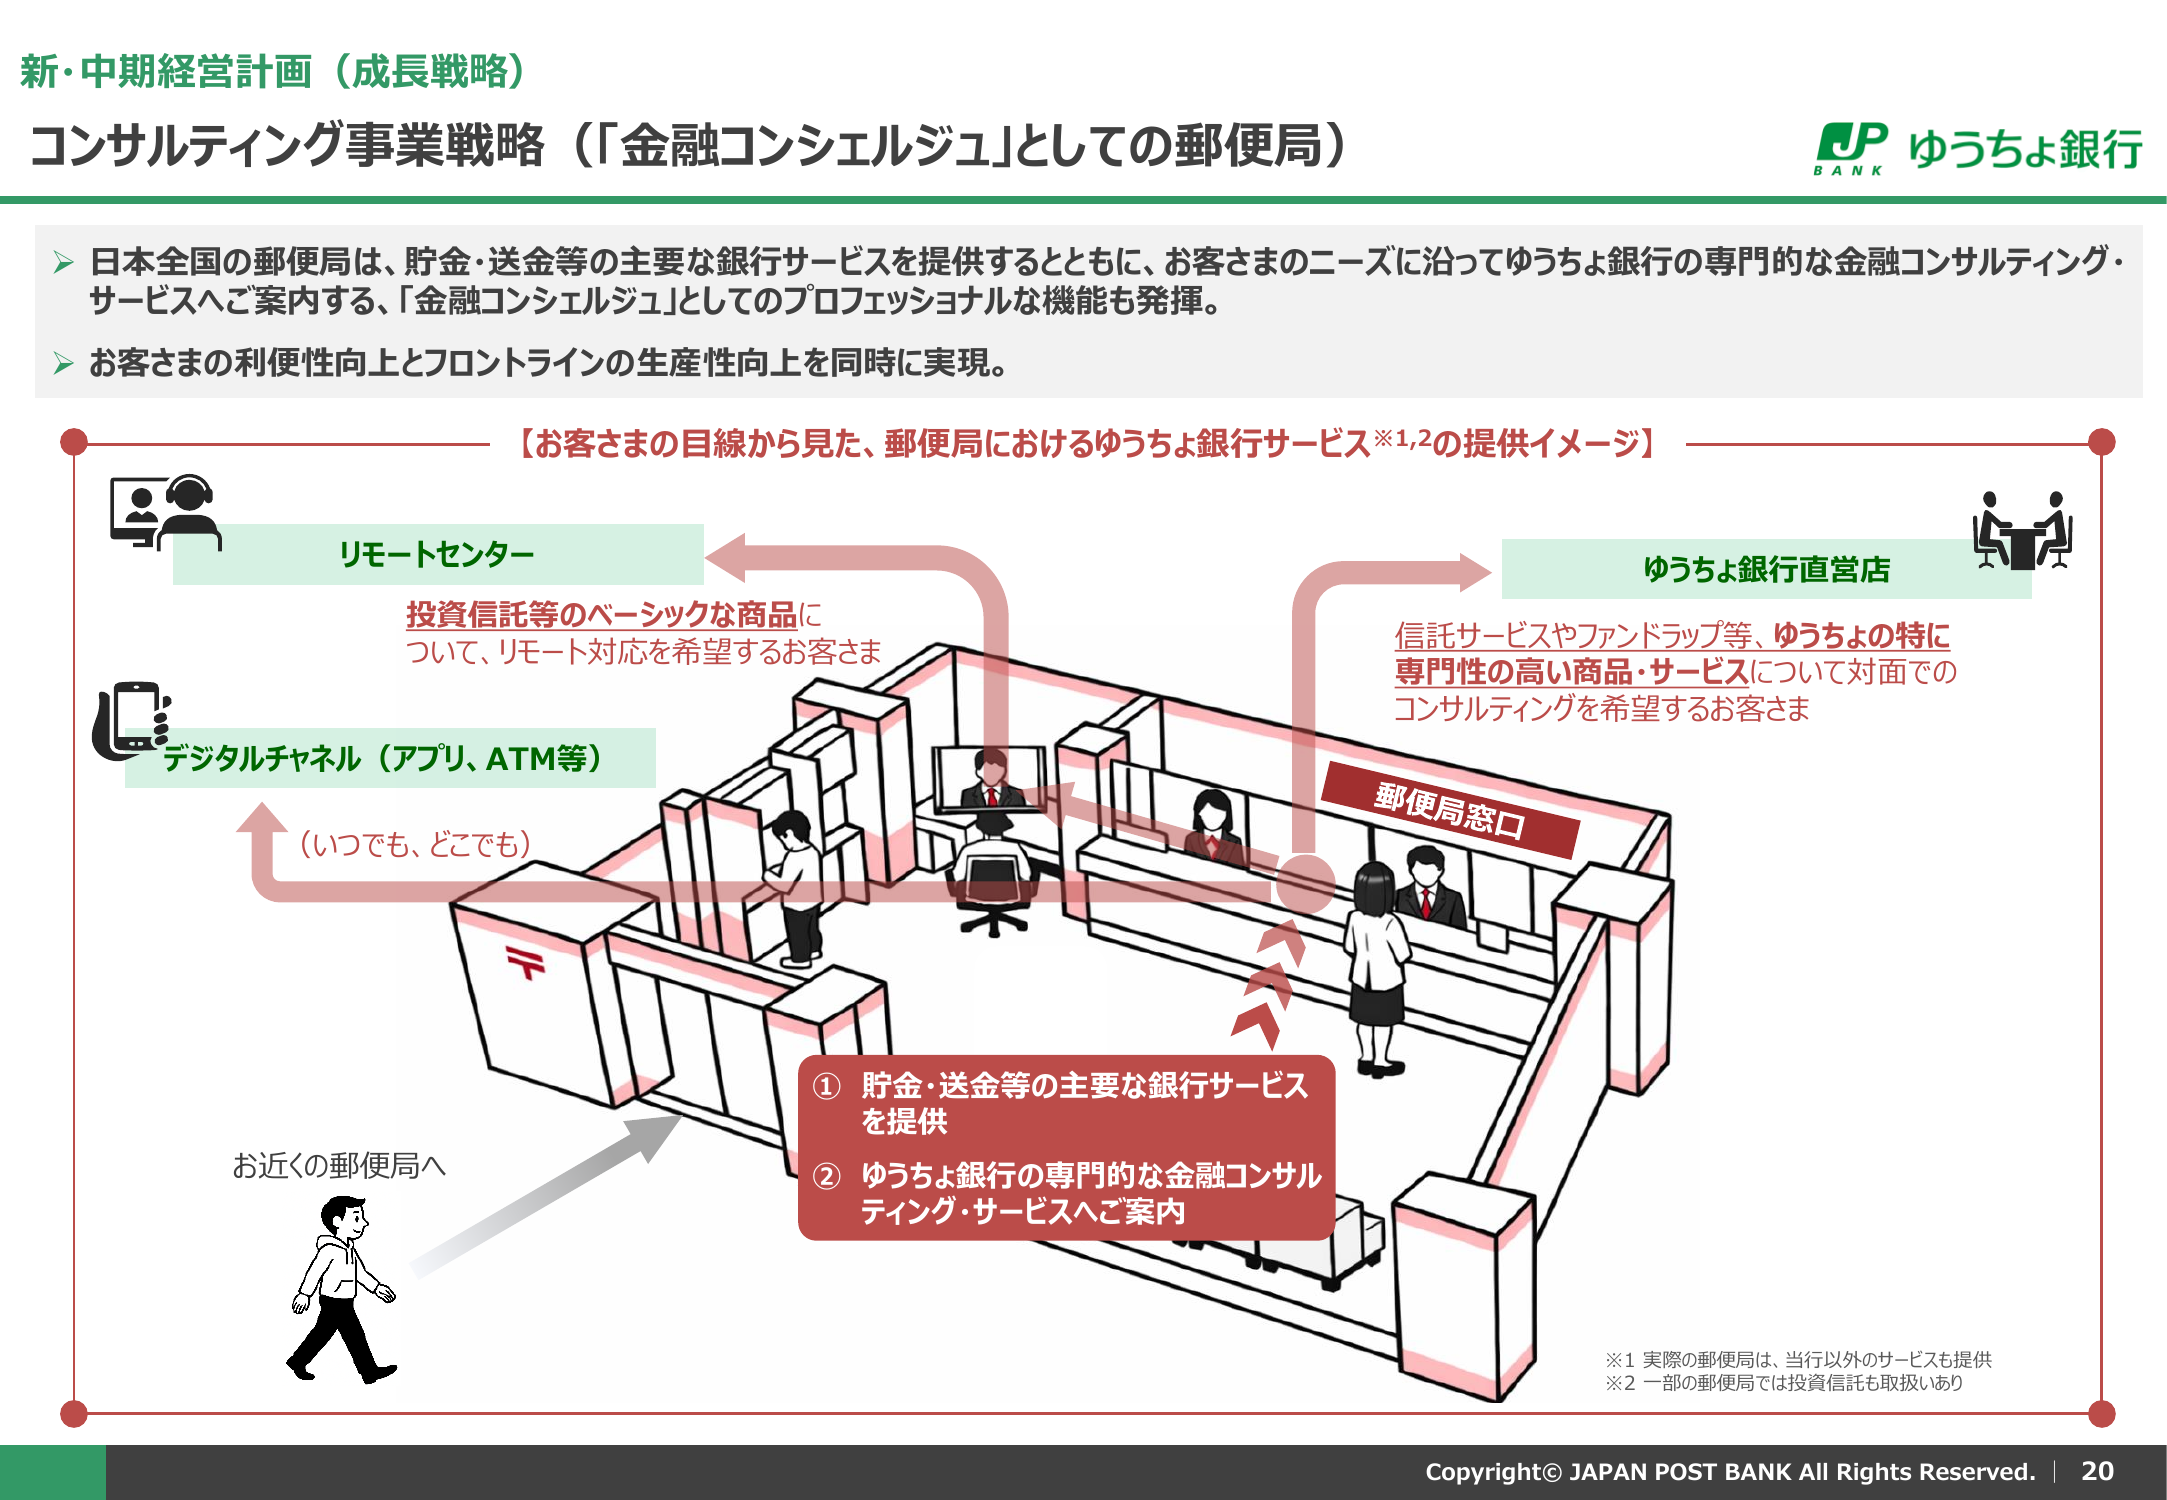 新･中期経営計画（成長戦略）
コンサルティング事業戦略（｢金融コンシェルジュ｣としての郵便局）
JP BANK ゆうちょ銀行
日本全国の郵便局は、貯金･送金等の主要な銀行サービスを提供するとともに、お客さまのニーズに沿ってゆうちょ銀行の専門的な金融コンサルティング･
サービスへご案内する、｢金融コンシェルジュ｣としてのプロフェッショナルな機能も発揮。
お客さまの利便性向上とフロントラインの生産性向上を同時に実現。
【お客さまの目線から見た、郵便局におけるゆうちょ銀行サービス※1,2の提供イメージ】
リモートセンター
投資信託等のベーシックな商品に
ついて、リモート対応を希望するお客さま
ゆうちょ銀行直営店
信託サービスやファンドラップ等、ゆうちょの特に
専門性の高い商品･サービスについて対面での
コンサルティングを希望するお客さま
デジタルチャネル（アプリ、ATM等）
（いつでも、どこでも）
郵便局窓口
〒
① 貯金･送金等の主要な銀行サービス
を提供
② ゆうちょ銀行の専門的な金融コンサル
ティング･サービスへご案内
お近くの郵便局へ
※1 実際の郵便局は、当行以外のサービスも提供
※2 一部の郵便局では投資信託も取扱いあり
Copyright© JAPAN POST BANK All Rights Reserved. 20